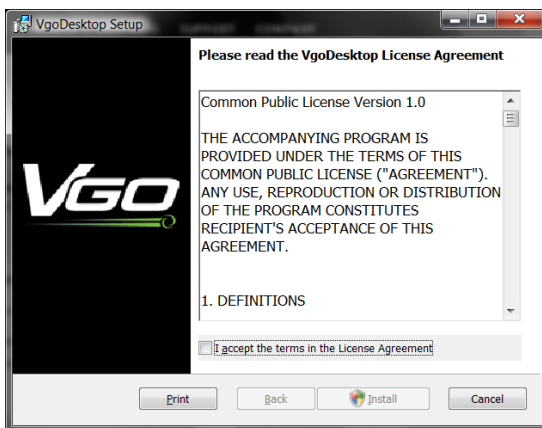 VgoDesktop Setup
Please read the VgoDesktop License Agreement
Common Public License Version 1.0
THE ACCOMPANYING PROGRAM IS
PROVIDED UNDER THE TERMS OF THIS
COMMON PUBLIC LICENSE ("AGREEMENT").
ANY USE, REPRODUCTION OR DISTRIBUTION
OF THE PROGRAM CONSTITUTES
RECIPIENT'S ACCEPTANCE OF THIS
AGREEMENT.
1. DEFINITIONS
VGO
I accept the terms in the License Agreement
Print
Back
Install
Cancel